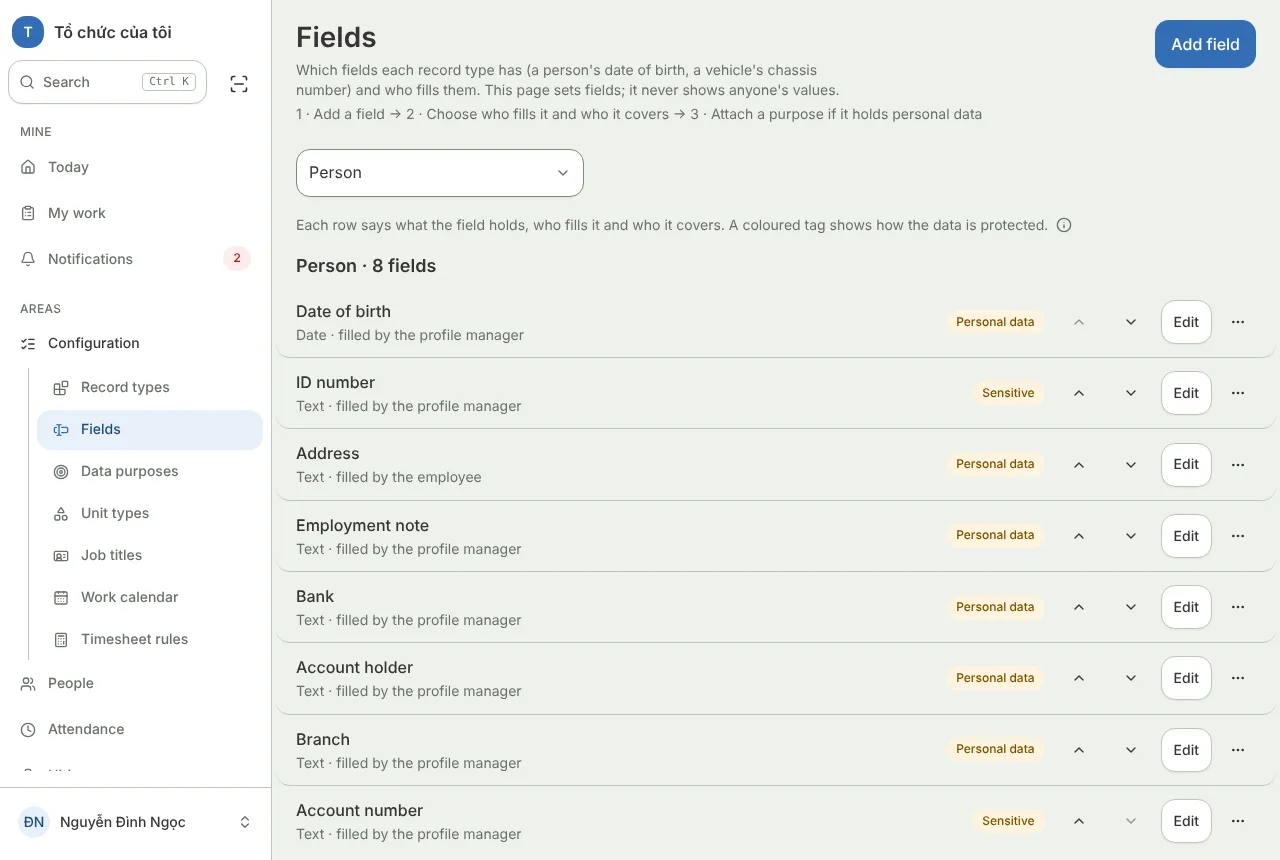 T Tổ chức của tôi
Search Ctrl K
MINE
Today
My work
Notifications 2
AREAS
Configuration
Record types
Fields
Data purposes
Unit types
Job titles
Work calendar
Timesheet rules
People
Attendance
ĐN Nguyễn Đình Ngọc
Fields
Add field
Which fields each record type has (a person's date of birth, a vehicle's chassis
number) and who fills them. This page sets fields; it never shows anyone's values.
1 · Add a field → 2 · Choose who fills it and who it covers → 3 · Attach a purpose if it holds personal data
Person
Each row says what the field holds, who fills it and who it covers. A coloured tag shows how the data is protected.
Person · 8 fields
Date of birth
Date · filled by the profile manager
Personal data Edit
ID number
Text · filled by the profile manager
Sensitive Edit
Address
Text · filled by the employee
Personal data Edit
Employment note
Text · filled by the profile manager
Personal data Edit
Bank
Text · filled by the profile manager
Personal data Edit
Account holder
Text · filled by the profile manager
Personal data Edit
Branch
Text · filled by the profile manager
Personal data Edit
Account number
Text · filled by the profile manager
Sensitive Edit